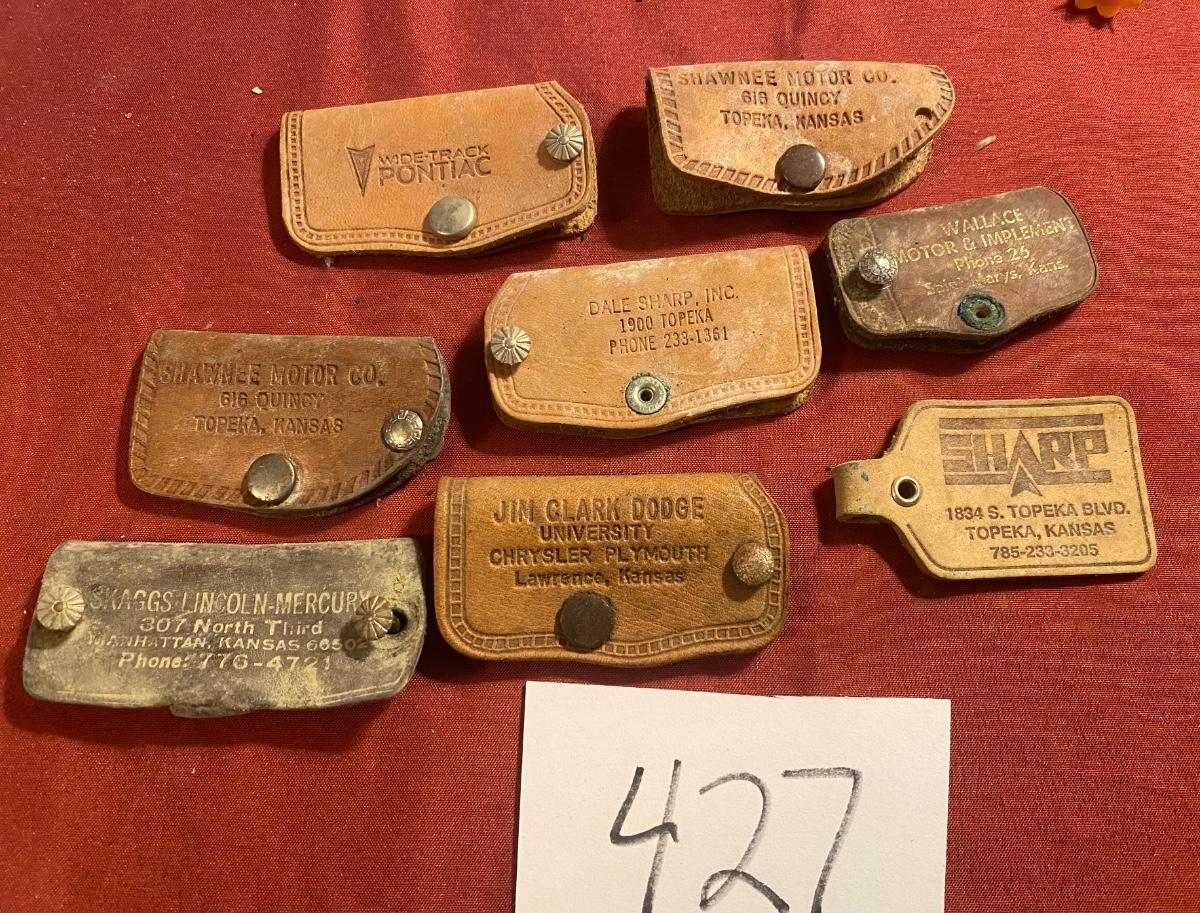 WIDE-TRACK
PONTIAC
SHAWNEE MOTOR CO.
616 QUINCY
TOPEKA, KANSAS
WALLACE
MOTOR & IMPLEMENT
Phone 26
Saint Marys, Kans.
DALE SHARP, INC.
1900 TOPEKA
PHONE 233-1361
SHAWNEE MOTOR CO.
616 QUINCY
TOPEKA, KANSAS
SHARP
1834 S. TOPEKA BLVD.
TOPEKA, KANSAS
785-233-3205
JIM CLARK DODGE
UNIVERSITY
CHRYSLER PLYMOUTH
Lawrence, Kansas
SKAGGS LINCOLN-MERCURY
307 North Third
MANHATTAN, KANSAS 66502
Phone: 776-4721
427